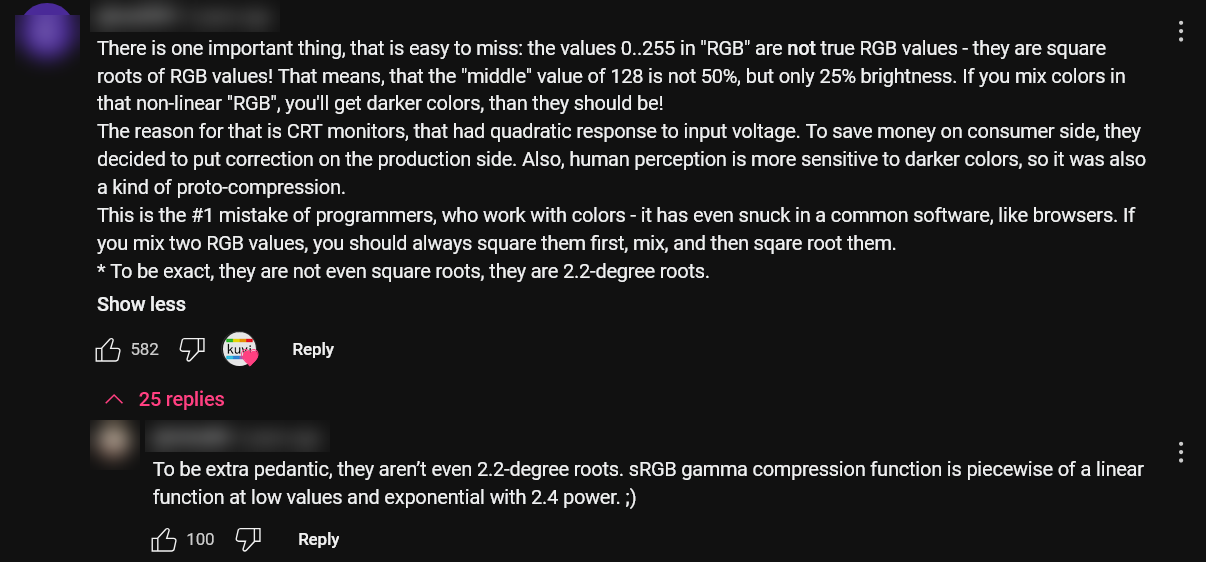 There is one important thing, that is easy to miss: the values 0..255 in "RGB" are not true RGB values - they are square
roots of RGB values! That means, that the "middle" value of 128 is not 50%, but only 25% brightness. If you mix colors in
that non-linear "RGB", you'll get darker colors, than they should be!
The reason for that is CRT monitors, that had quadratic response to input voltage. To save money on consumer side, they
decided to put correction on the production side. Also, human perception is more sensitive to darker colors, so it was also
a kind of proto-compression.
This is the #1 mistake of programmers, who work with colors - it has even snuck in a common software, like browsers. If
you mix two RGB values, you should always square them first, mix, and then sqare root them.
* To be exact, they are not even square roots, they are 2.2-degree roots.
Show less
582 kuvi Reply
25 replies
To be extra pedantic, they aren’t even 2.2-degree roots. sRGB gamma compression function is piecewise of a linear
function at low values and exponential with 2.4 power. ;)
100 Reply